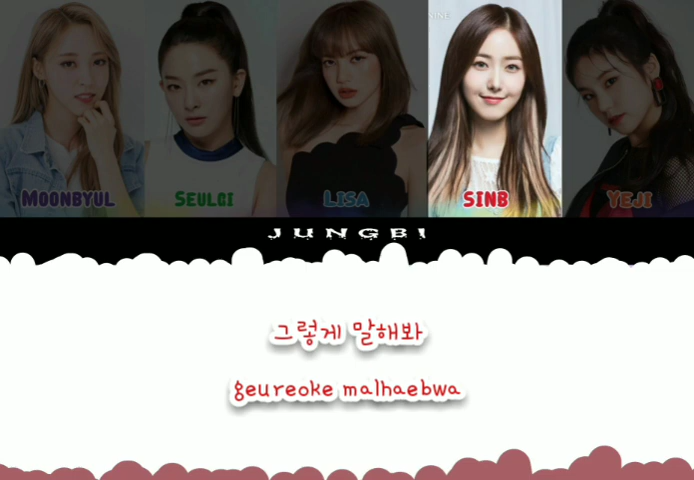 MOONBYUL SEULGI LISA SINB YEJI
JUNGBI
그렇게 말해봐
geureoke malhaebwa